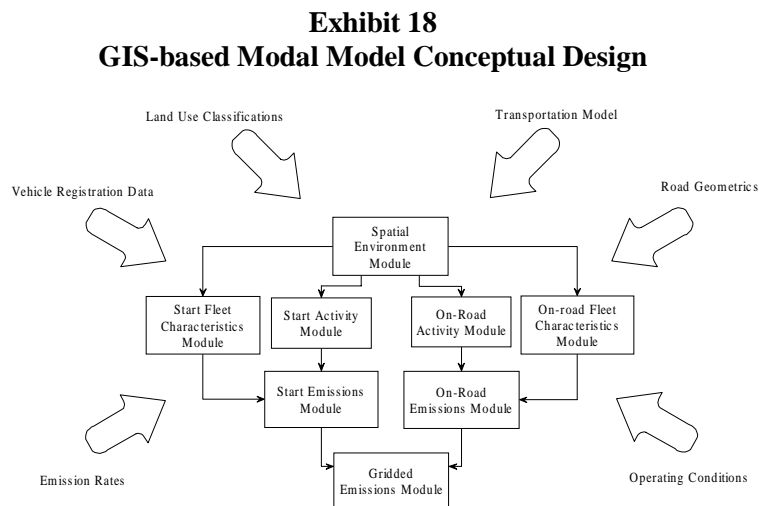 Exhibit 18
GIS-based Modal Model Conceptual Design
Land Use Classifications
Transportation Model
Vehicle Registration Data
Road Geometrics
Spatial
Environment
Module
Start Fleet
Characteristics
Module
Start Activity
Module
On-Road
Activity Module
On-road Fleet
Characteristics
Module
Start Emissions
Module
On-Road
Emissions Module
Emission Rates
Gridded
Emissions Module
Operating Conditions